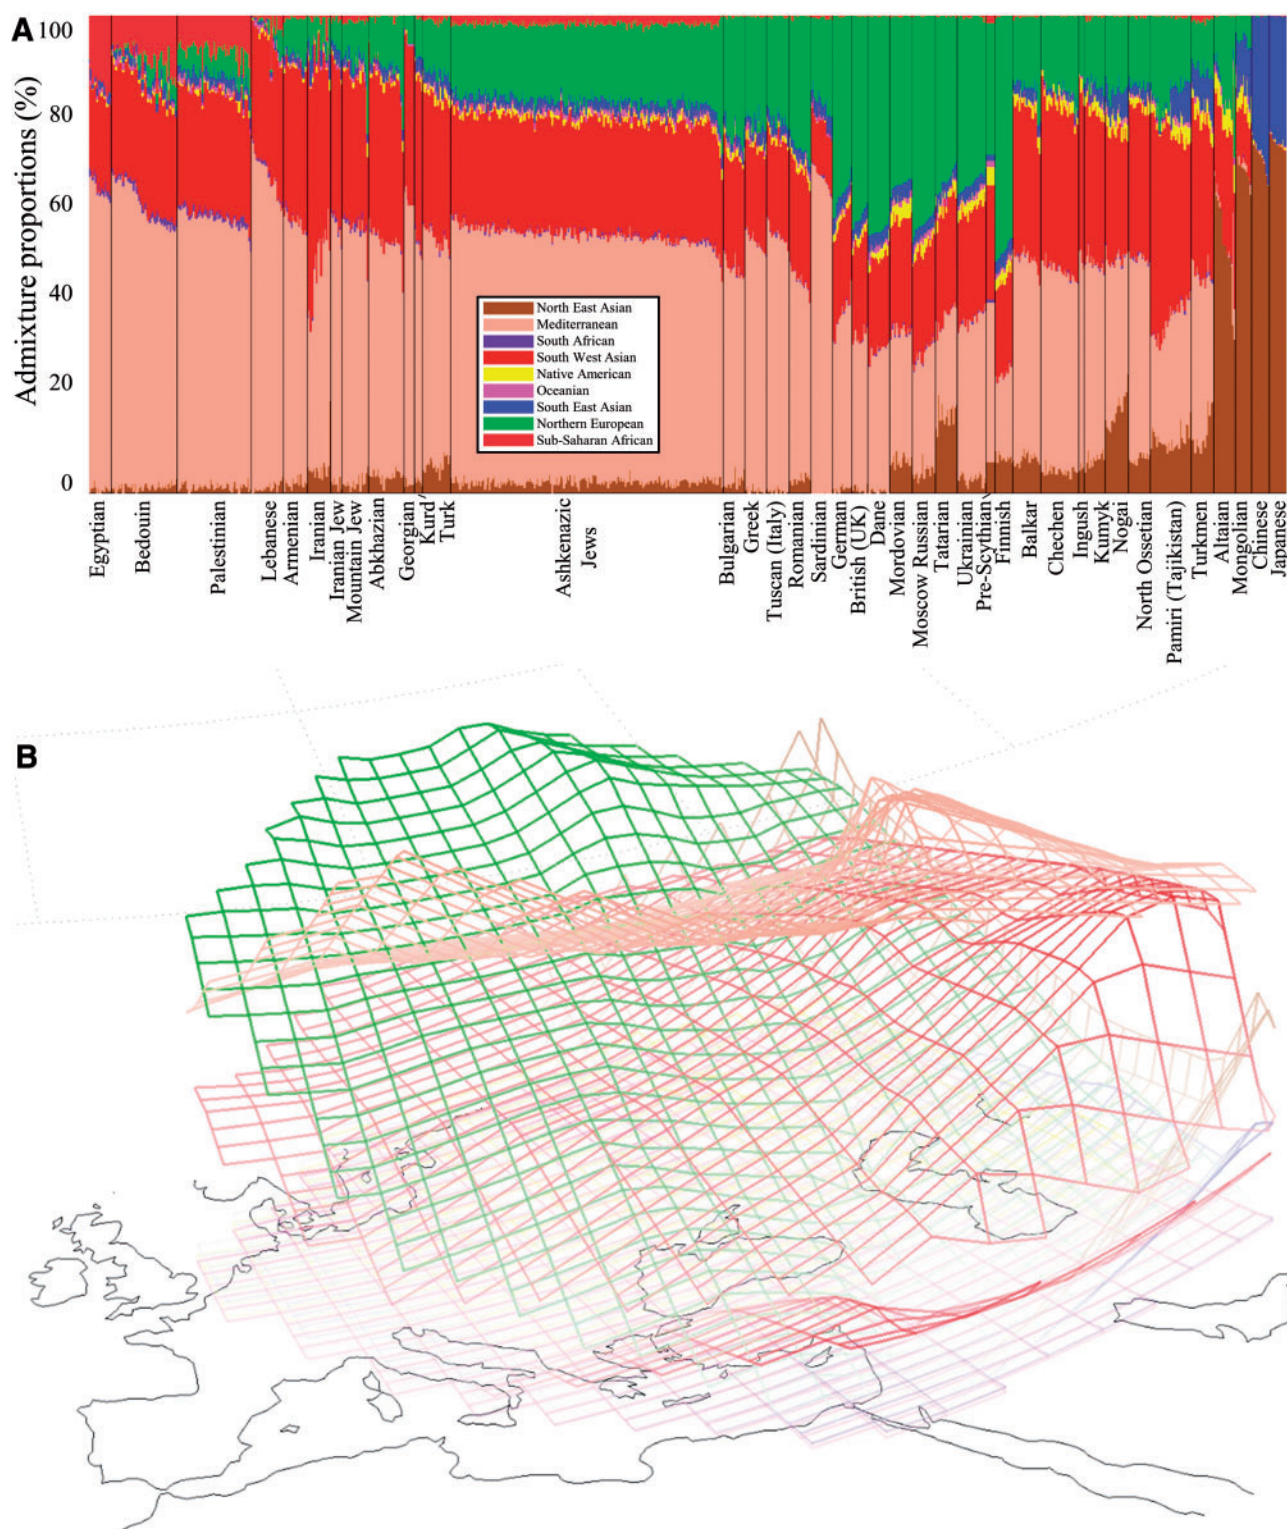 A
Admixture proportions (%)
100
80
60
40
20
0
North East Asian
Mediterranean
South African
South West Asian
Native American
Oceanian
South East Asian
Northern European
Sub-Saharan African
Egyptian
Bedouin
Palestinian
Lebanese
Armenian
Iranian
Iranian Jew
Mountain Jew
Abkhazian
Georgian
Kurd
Turk
Ashkenazic
Jews
Bulgarian
Greek
Tuscan (Italy)
Romanian
Sardinian
German
British (UK)
Dane
Mordovian
Moscow Russian
Tatarian
Ukrainian
Pre-Scythian
Finnish
Balkar
Chechen
Ingush
Kumyk
Nogai
North Ossetian
Pamiri (Tajikistan)
Turkmen
Altaian
Mongolian
Chinese
Japanese
B